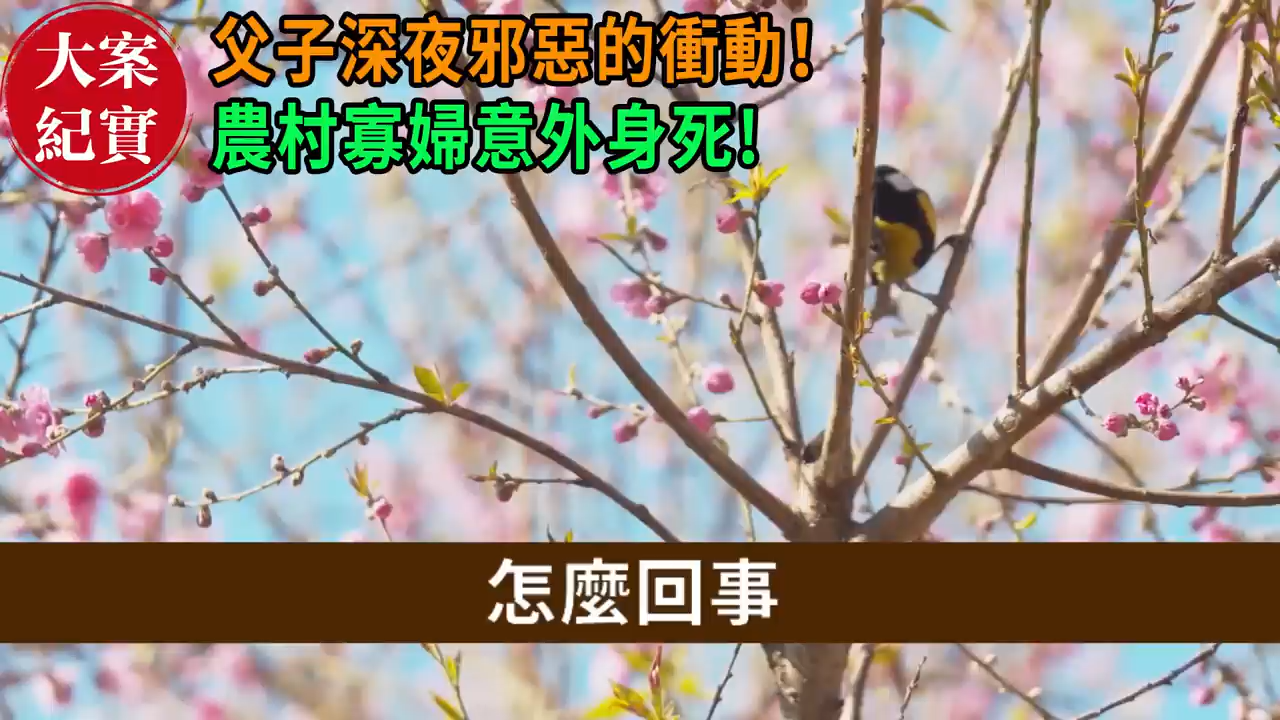 大案
紀實
父子深夜邪惡的衝動！
農村寡婦意外身死！
怎麼回事